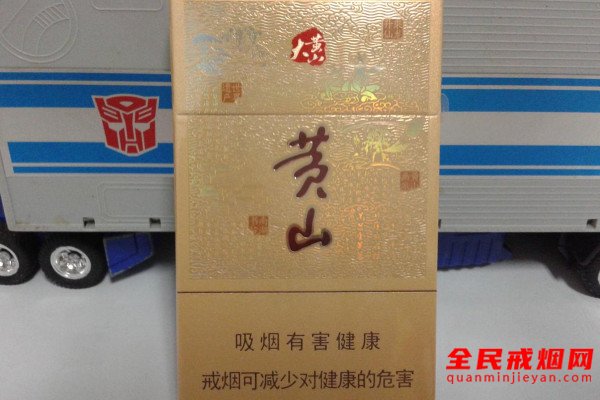 大黄山
黄山
吸烟有害健康
戒烟可减少对健康的危害
全民戒烟网
quanminjieyan.com